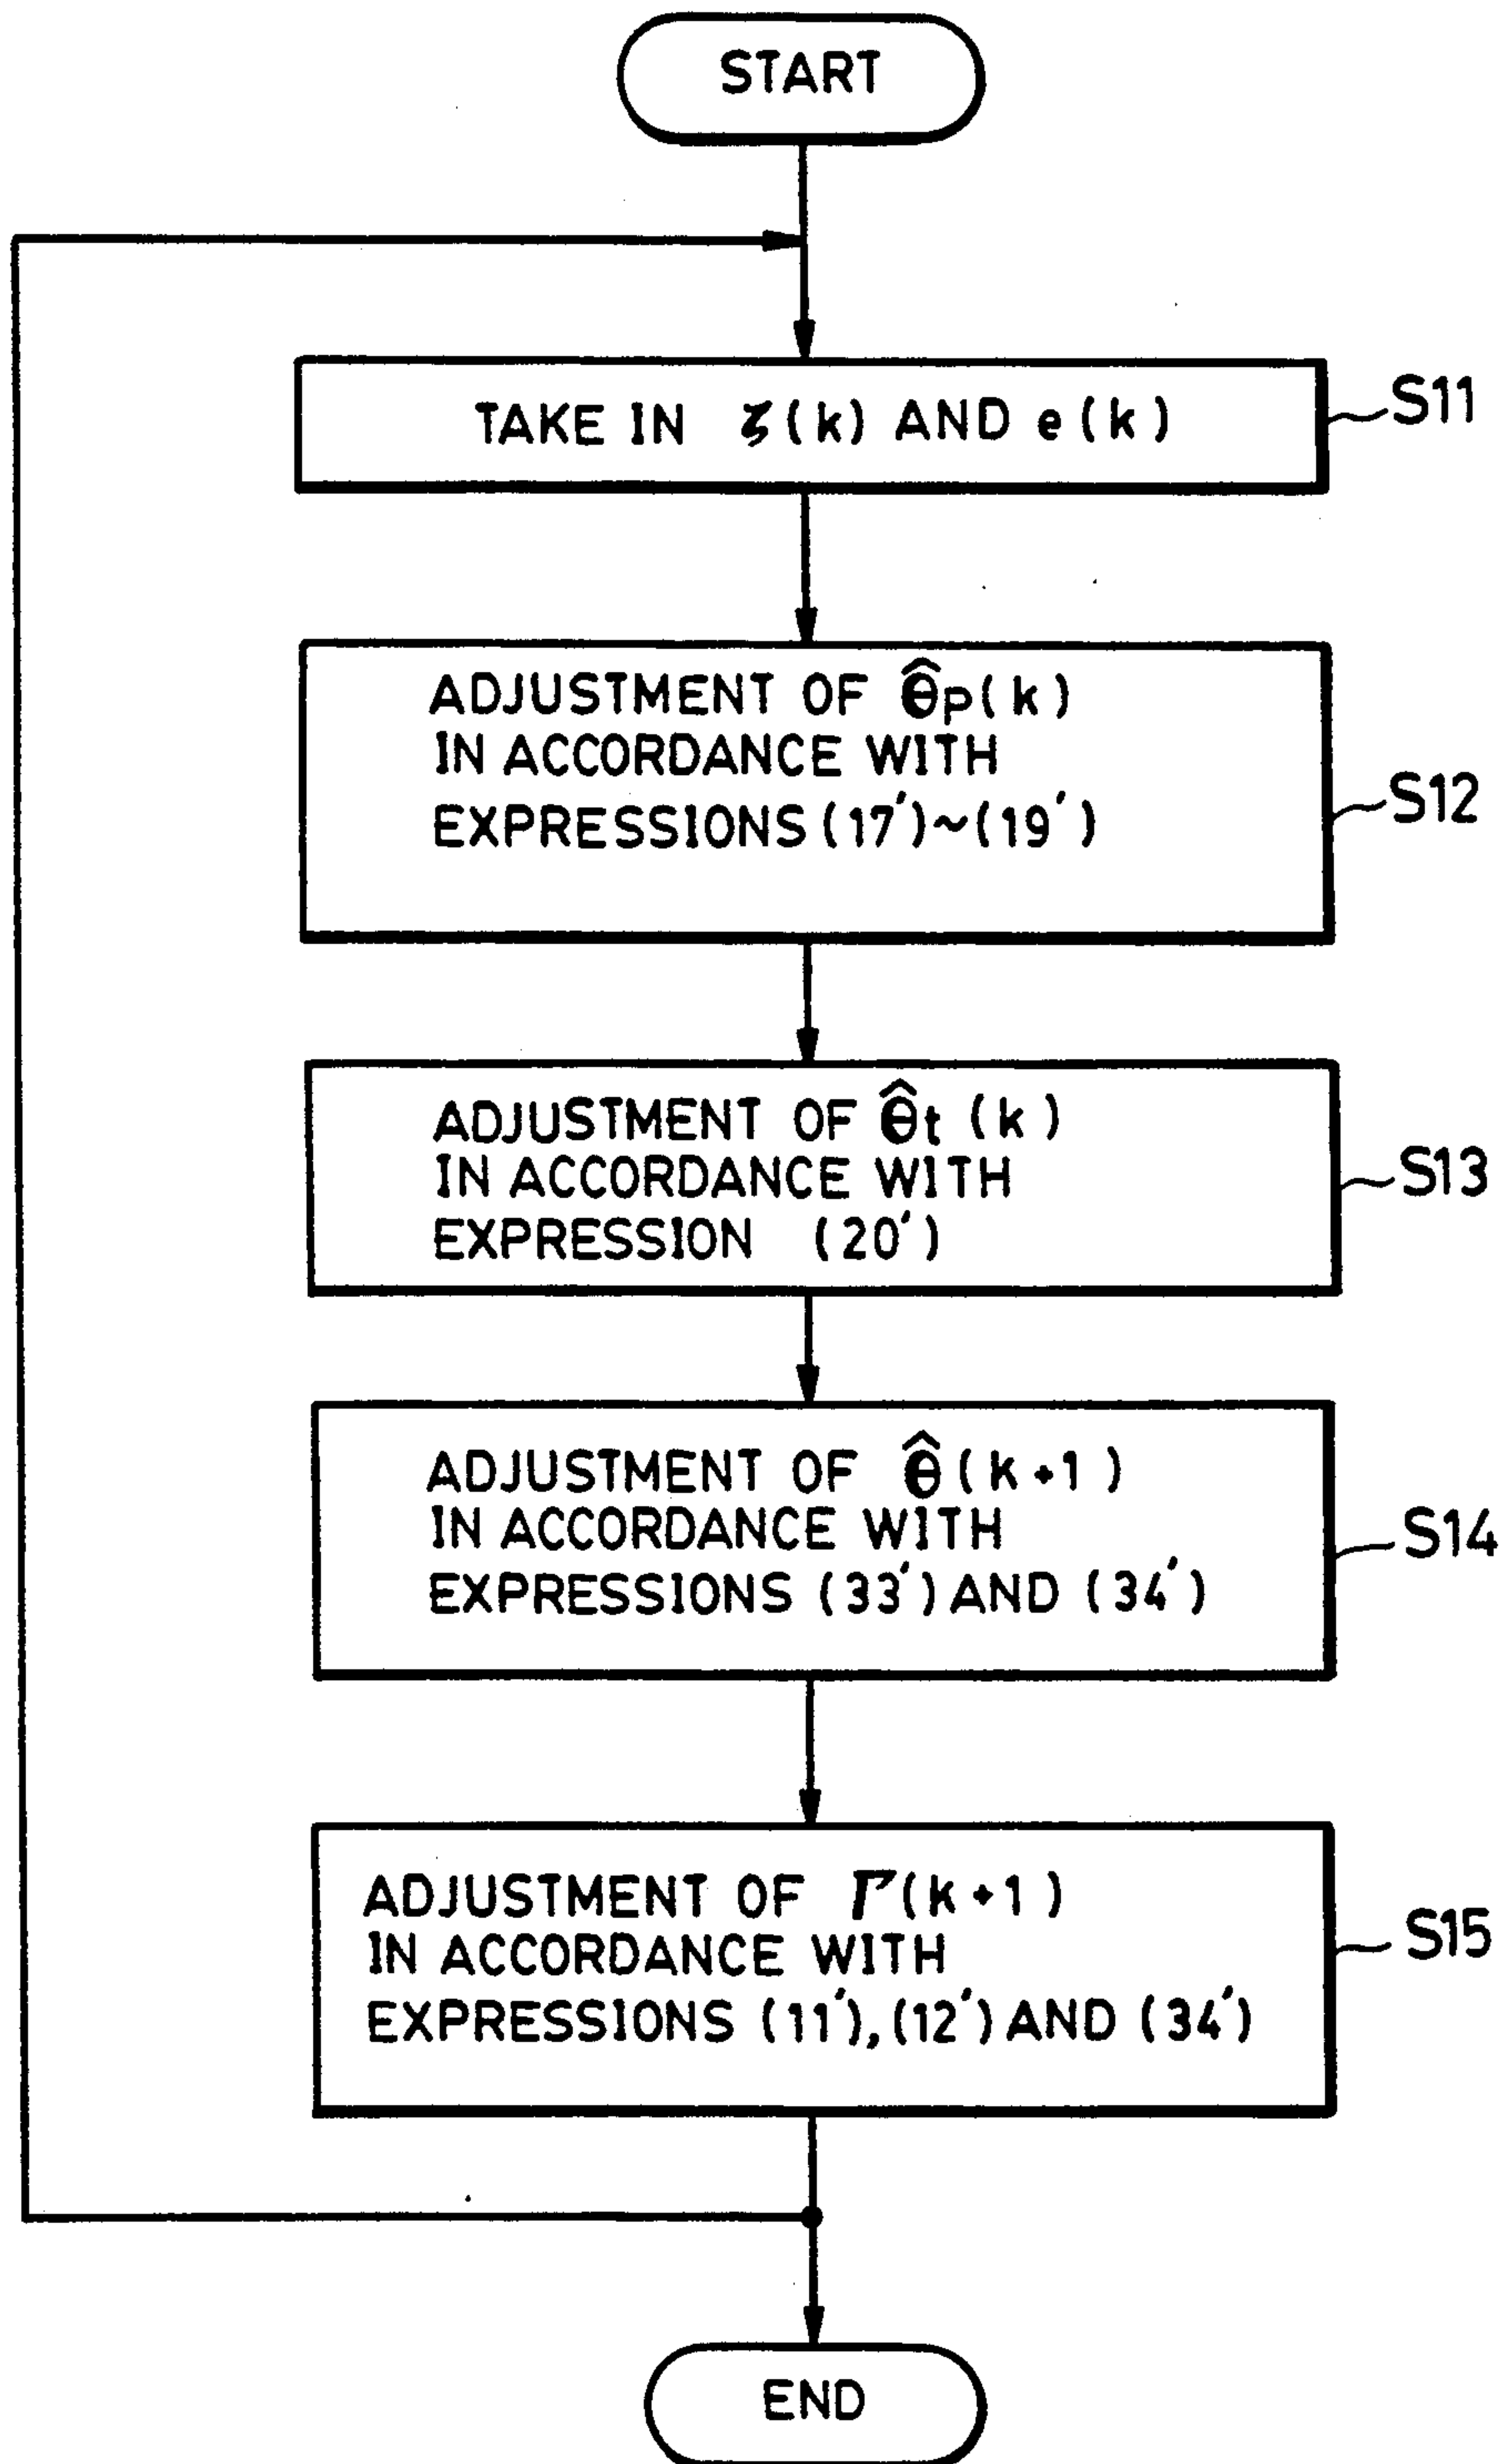 START
TAKE IN ζ(k) AND e(k)
S11
ADJUSTMENT OF θ̂p(k)
IN ACCORDANCE WITH
EXPRESSIONS(17′)~(19′)
S12
ADJUSTMENT OF θ̂t(k)
IN ACCORDANCE WITH
EXPRESSION (20′)
S13
ADJUSTMENT OF θ̂(k+1)
IN ACCORDANCE WITH
EXPRESSIONS (33′) AND (34′)
S14
ADJUSTMENT OF Γ(k+1)
IN ACCORDANCE WITH
EXPRESSIONS (11′),(12′) AND (34′)
S15
END